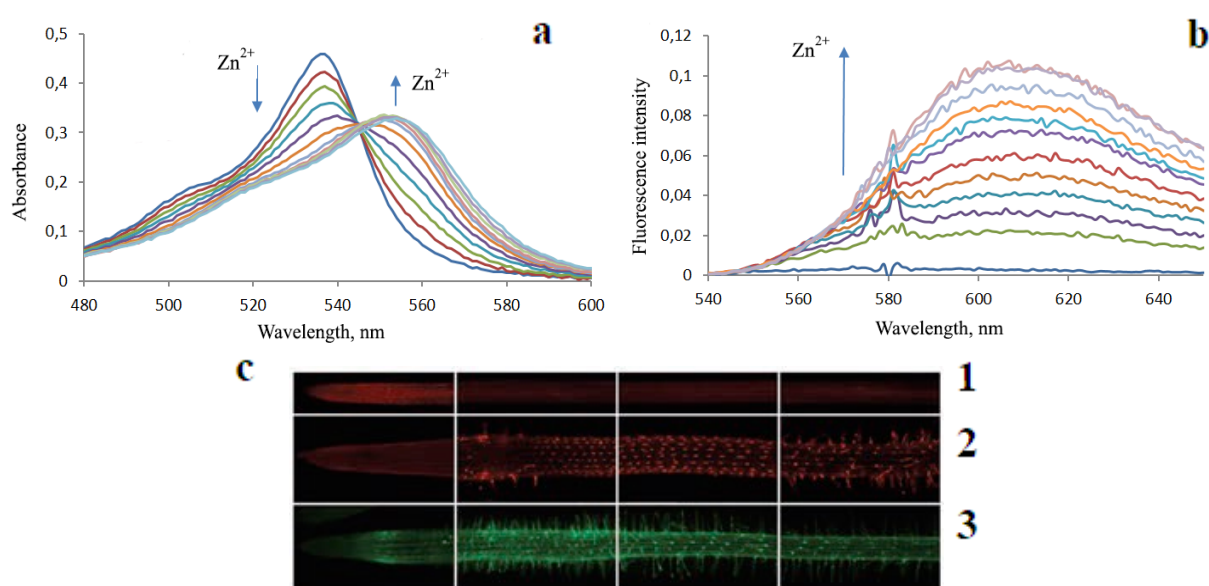 a
0,5
0,4
0,3
0,2
0,1
0
Absorbance
Zn2+
Zn2+
480 500 520 540 560 580 600
Wavelength, nm
b
0,12
0,1
0,08
0,06
0,04
0,02
0
Fluorescence intensity
Zn2+
540 560 580 600 620 640
Wavelength, nm
c
1
2
3